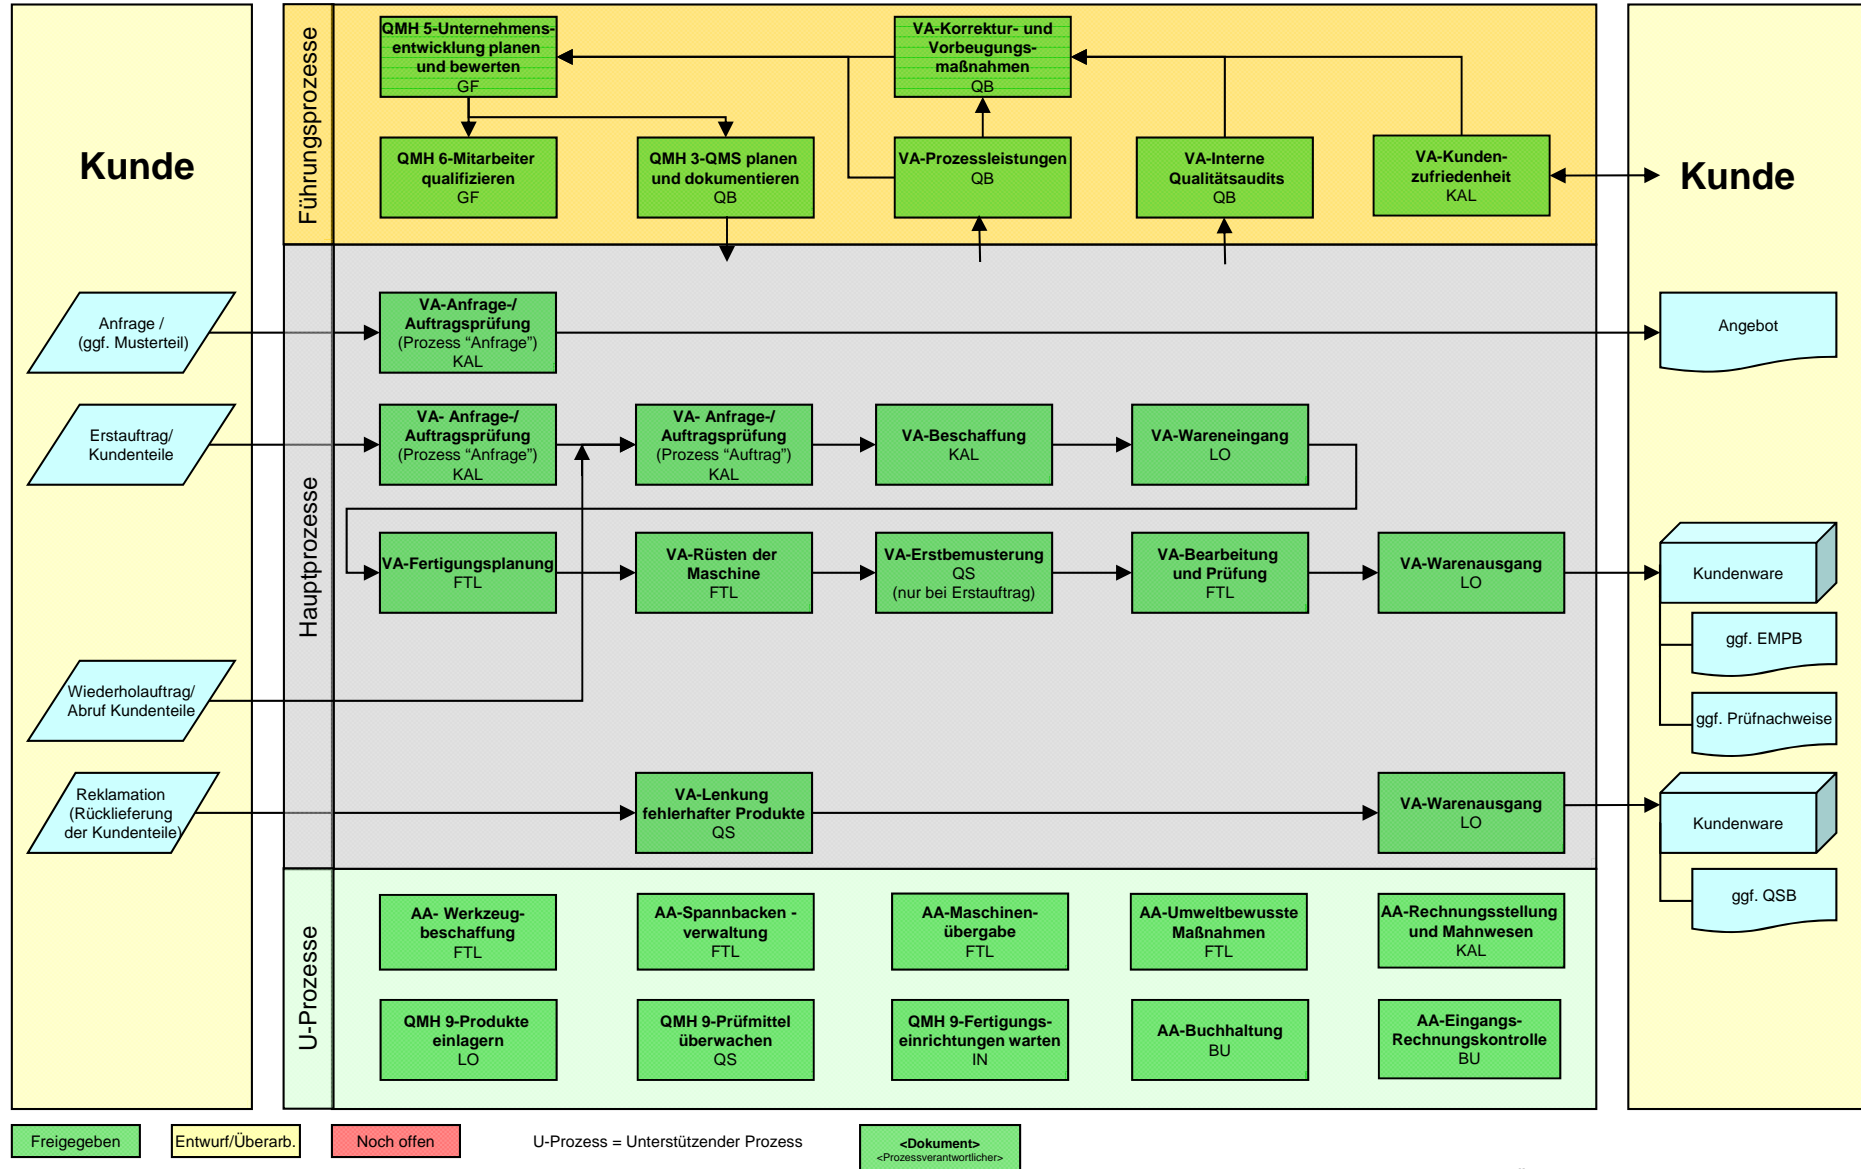 Kunde
Führungsprozesse
QMH 5-Unternehmens-
entwicklung planen
und bewerten
GF
VA-Korrektur- und
Vorbeugungs-
maßnahmen
QB
QMH 6-Mitarbeiter
qualifizieren
GF
QMH 3-QMS planen
und dokumentieren
QB
VA-Prozessleistungen
QB
VA-Interne
Qualitätsaudits
QB
VA-Kunden-
zufriedenheit
KAL
Kunde
Hauptprozesse
Anfrage /
(ggf. Musterteil)
VA-Anfrage-/
Auftragsprüfung
(Prozess “Anfrage”)
KAL
Angebot
Erstauftrag/
Kundenteile
VA- Anfrage-/
Auftragsprüfung
(Prozess “Anfrage”)
KAL
VA- Anfrage-/
Auftragsprüfung
(Prozess “Auftrag”)
KAL
VA-Beschaffung
KAL
VA-Wareneingang
LO
VA-Fertigungsplanung
FTL
VA-Rüsten der
Maschine
FTL
VA-Erstbemusterung
QS
(nur bei Erstauftrag)
VA-Bearbeitung
und Prüfung
FTL
VA-Warenausgang
LO
Kundenware
ggf. EMPB
ggf. Prüfnachweise
Wiederholauftrag/
Abruf Kundenteile
Reklamation
(Rücklieferung
der Kundenteile)
VA-Lenkung
fehlerhafter Produkte
QS
VA-Warenausgang
LO
Kundenware
ggf. QSB
U-Prozesse
AA- Werkzeug-
beschaffung
FTL
AA-Spannbacken -
verwaltung
FTL
AA-Maschinen-
übergabe
FTL
AA-Umweltbewusste
Maßnahmen
FTL
AA-Rechnungsstellung
und Mahnwesen
KAL
QMH 9-Produkte
einlagern
LO
QMH 9-Prüfmittel
überwachen
QS
QMH 9-Fertigungs-
einrichtungen warten
IN
AA-Buchhaltung
BU
AA-Eingangs-
Rechnungskontrolle
BU
Freigegeben
Entwurf/Überarb.
Noch offen
U-Prozess = Unterstützender Prozess
<Dokument>
<Prozessverantwortlicher>